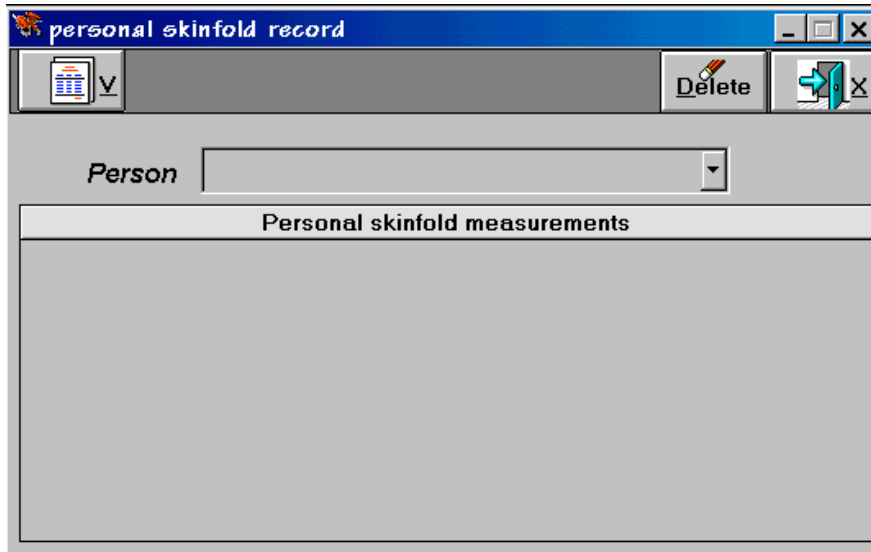 personal skinfold record
V
Delete
X
Person
Personal skinfold measurements